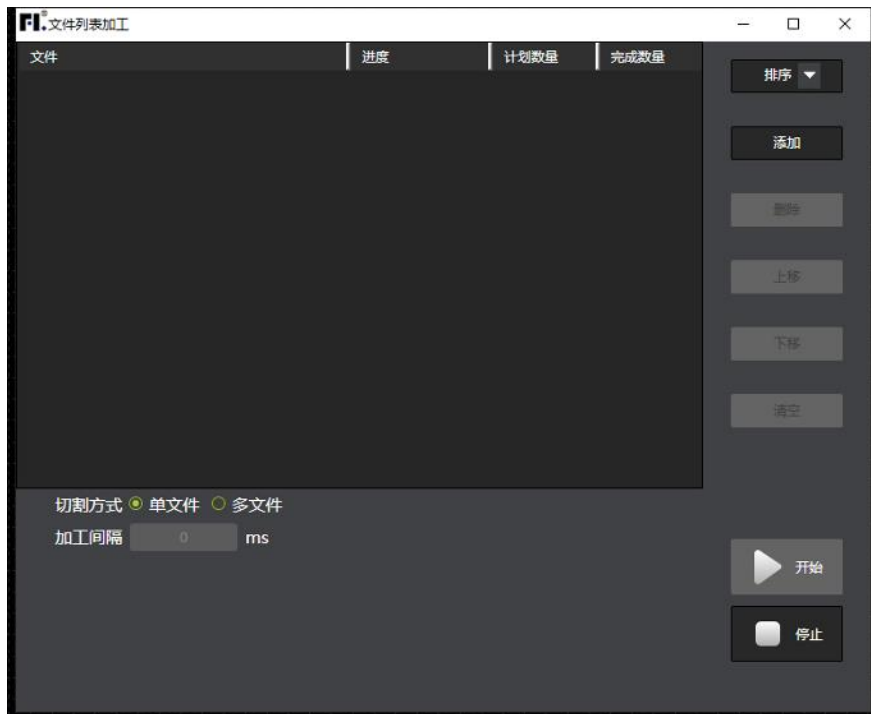 FL.® 文件列表加工
文件 进度 计划数量 完成数量
排序
添加
删除
上移
下移
清空
切割方式 单文件 多文件
加工间隔 0 ms
开始
停止